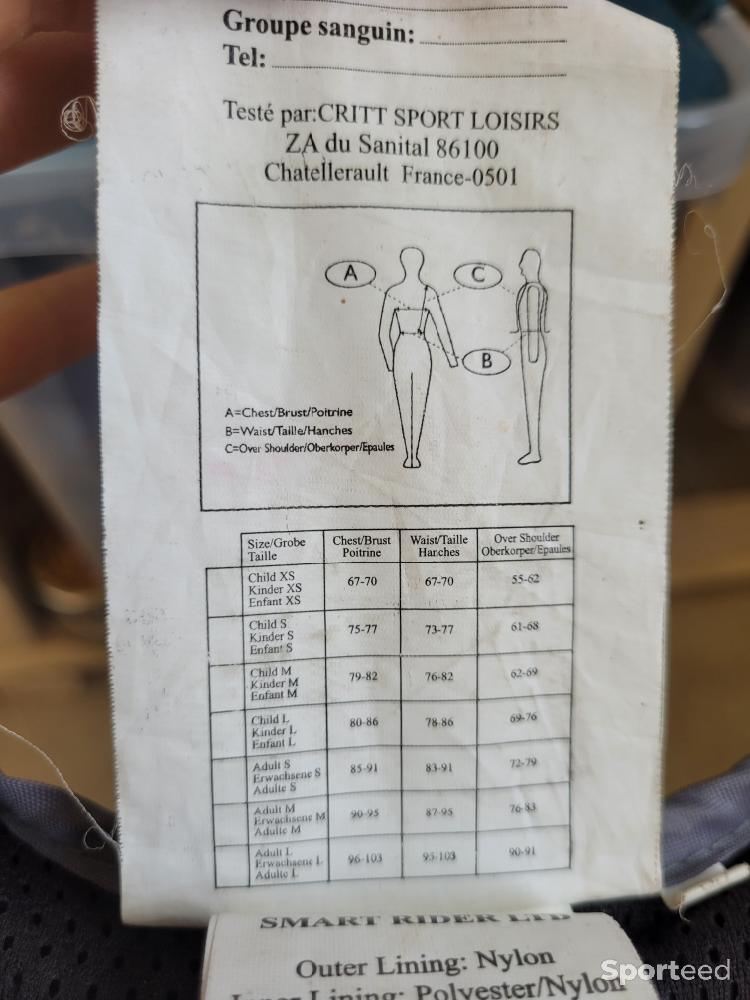 Groupe sanguin:
Tel:
Testé par:CRITT SPORT LOISIRS
ZA du Sanital 86100
Chatellerault France-0501
A
C
B
A=Chest/Brust/Poitrine
B=Waist/Taille/Hanches
C=Over Shoulder/Oberkorper/Epaules
Size/Grobe
Taille
Chest/Brust
Poitrine
Waist/Taille
Hanches
Over Shoulder
Oberkorper/Epaules
Child XS
Kinder XS
Enfant XS
67-70
67-70
55-62
Child S
Kinder S
Enfant S
75-77
73-77
61-68
Child M
Kinder M
Enfant M
79-82
76-82
62-69
Child L
Kinder L
Enfant L
80-86
78-86
69-76
Adult S
Erwachsene S
Adulte S
85-91
83-91
72-79
Adult M
Erwachsene M
Adulte M
90-95
87-95
76-83
Adult L
Erwachsene L
Adulte L
96-103
95-103
90-91
SMART RIDER LTD
Outer Lining: Nylon
Inner Lining: Polyester/Nylon
Sporteed